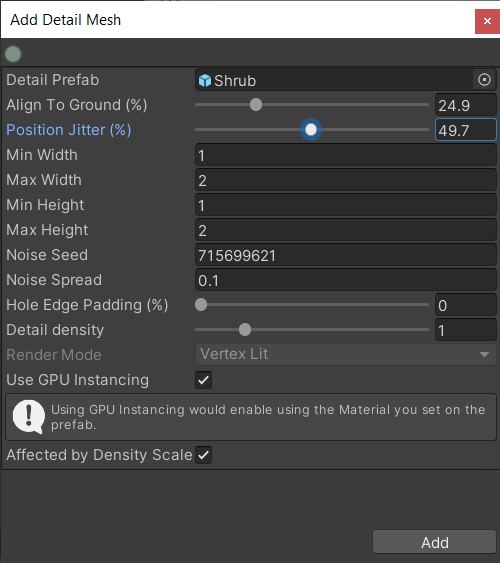 Add Detail Mesh
Detail Prefab Shrub
Align To Ground (%) 24.9
Position Jitter (%) 49.7
Min Width 1
Max Width 2
Min Height 1
Max Height 2
Noise Seed 715699621
Noise Spread 0.1
Hole Edge Padding (%) 0
Detail density 1
Render Mode Vertex Lit
Use GPU Instancing
Using GPU Instancing would enable using the Material you set on the
prefab.
Affected by Density Scale
Add